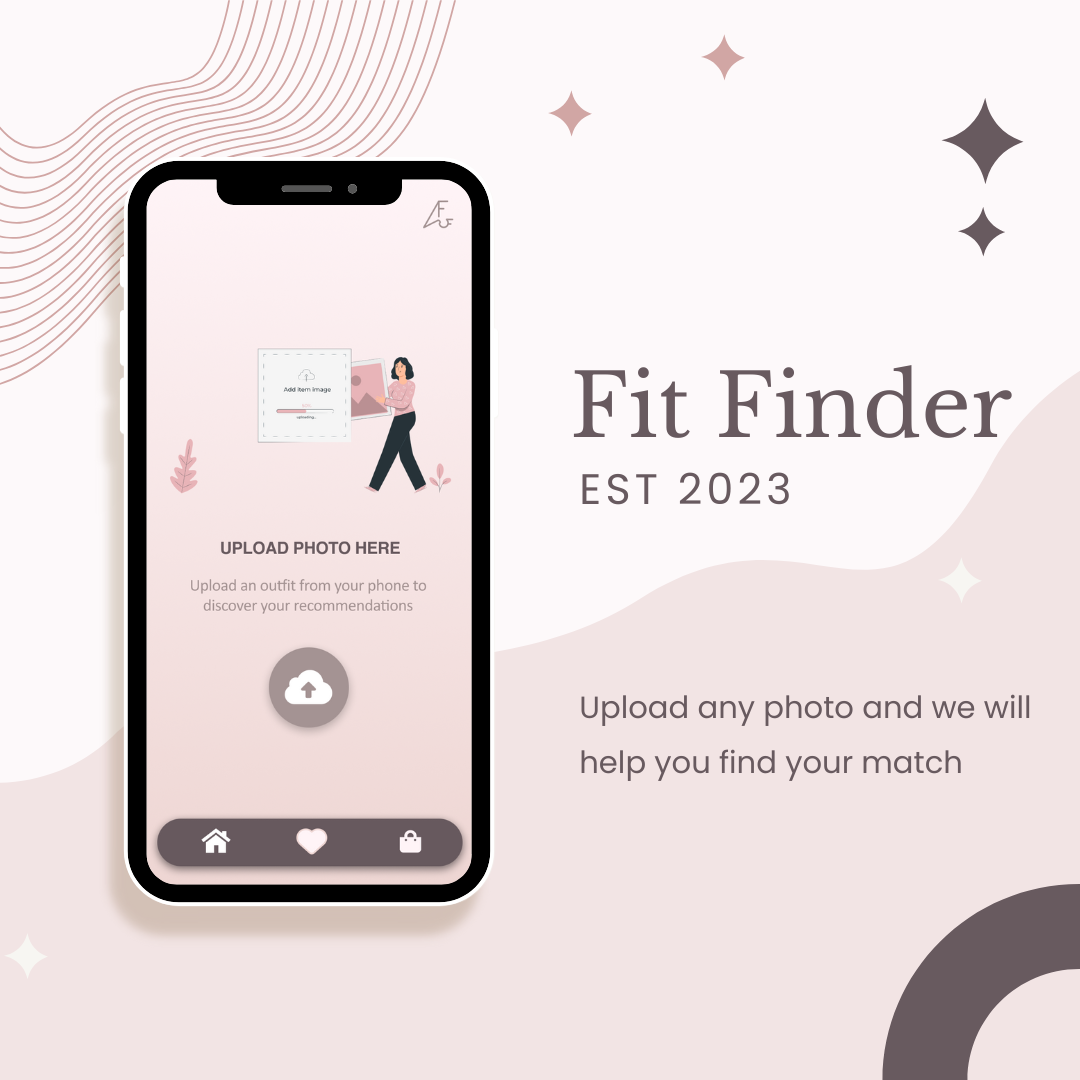 Fit Finder
EST 2023
Upload any photo and we will
help you find your match
Add item image
uploading...
UPLOAD PHOTO HERE
Upload an outfit from your phone to
discover your recommendations